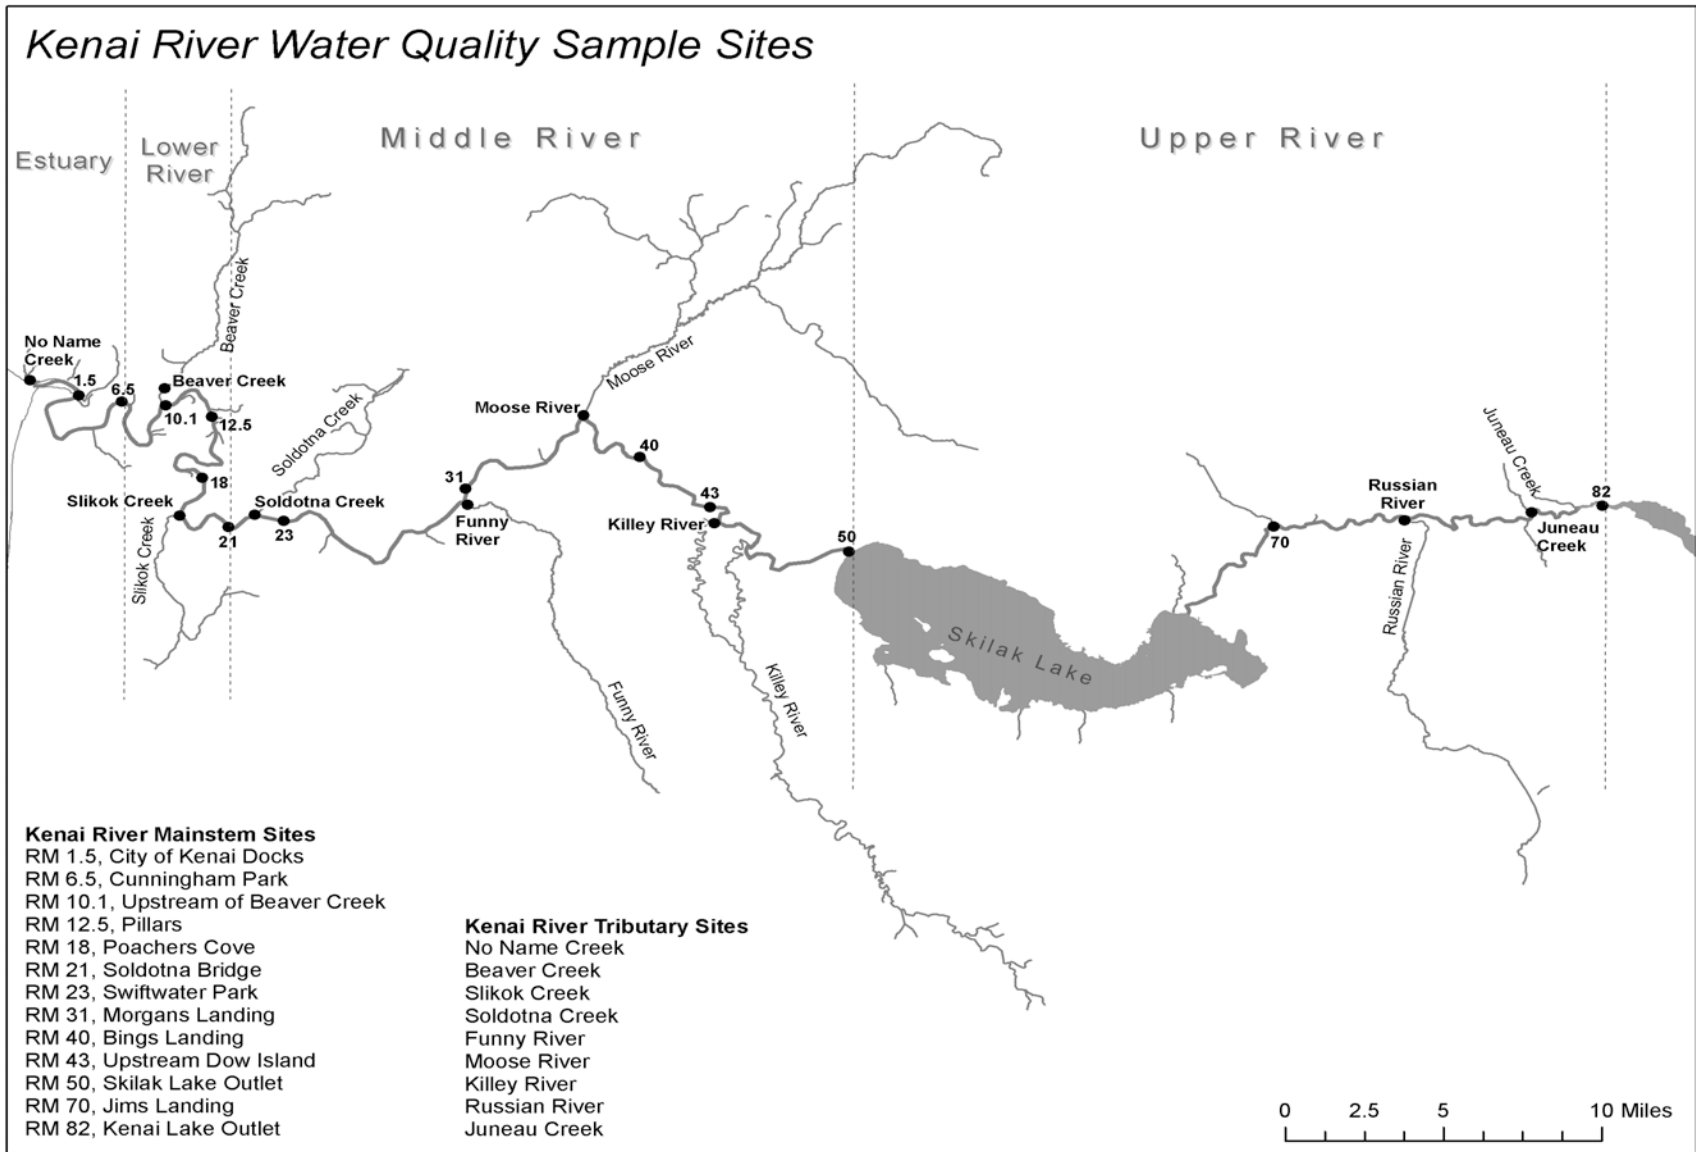 Kenai River Water Quality Sample Sites
Estuary
Lower
River
Middle River
Upper River
Beaver Creek
No Name
Creek
1.5
6.5
Beaver Creek
10.1
12.5
18
Slikok Creek
Slikok Creek
21
Soldotna Creek
Soldotna Creek
23
31
Funny
River
Funny River
Moose River
Moose River
40
43
Killey River
Killey River
50
Skilak Lake
70
Russian
River
Russian River
Juneau Creek
Juneau
Creek
82
Kenai River Mainstem Sites
RM 1.5, City of Kenai Docks
RM 6.5, Cunningham Park
RM 10.1, Upstream of Beaver Creek
RM 12.5, Pillars
RM 18, Poachers Cove
RM 21, Soldotna Bridge
RM 23, Swiftwater Park
RM 31, Morgans Landing
RM 40, Bings Landing
RM 43, Upstream Dow Island
RM 50, Skilak Lake Outlet
RM 70, Jims Landing
RM 82, Kenai Lake Outlet
Kenai River Tributary Sites
No Name Creek
Beaver Creek
Slikok Creek
Soldotna Creek
Funny River
Moose River
Killey River
Russian River
Juneau Creek
0 2.5 5 10 Miles